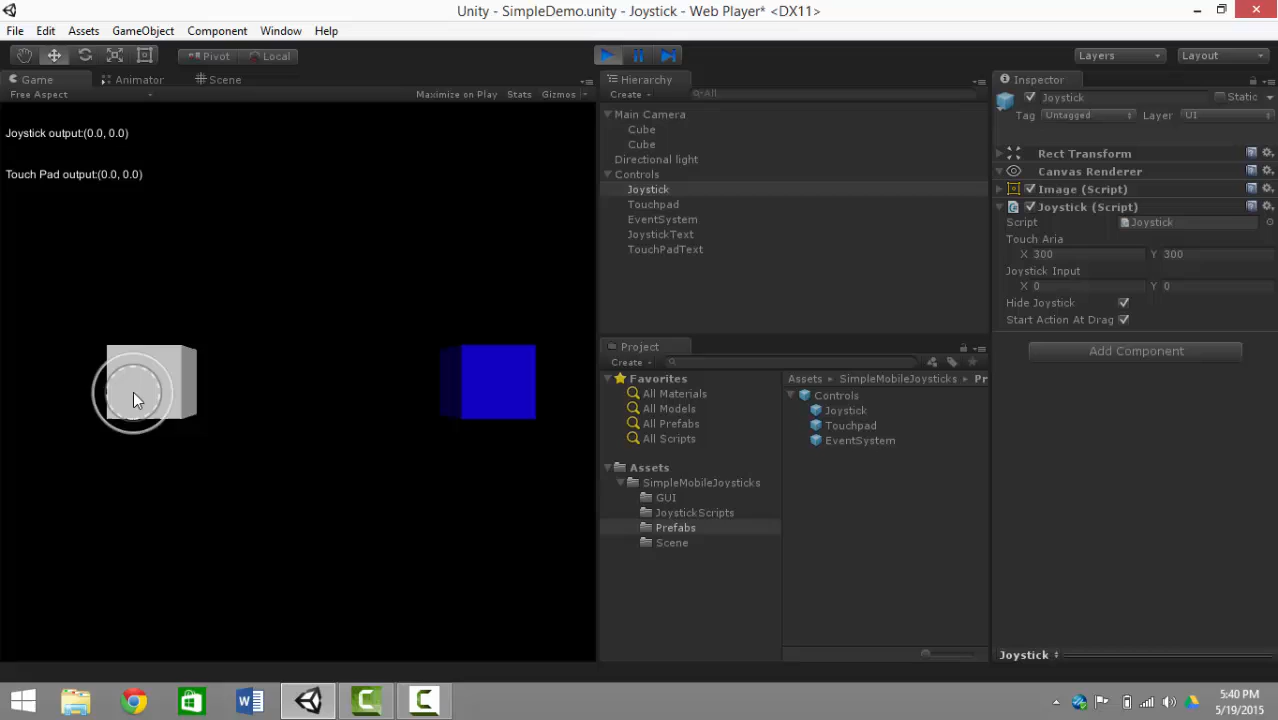 Unity - SimpleDemo.unity - Joystick - Web Player* <DX11>
File Edit Assets GameObject Component Window Help
Pivot Local Layers Layout
Game Animator Scene
Free Aspect Maximize on Play Stats Gizmos
Joystick output:(0.0, 0.0)
Touch Pad output:(0.0, 0.0)
Hierarchy
Create All
Main Camera
Cube
Cube
Directional light
Controls
Joystick
Touchpad
EventSystem
JoystickText
TouchPadText
Project
Create
Favorites
All Materials
All Models
All Prefabs
All Scripts
Assets
SimpleMobileJoysticks
GUI
JoystickScripts
Prefabs
Scene
Assets SimpleMobileJoysticks Pr
Controls
Joystick
Touchpad
EventSystem
Inspector
Joystick Static
Tag Untagged Layer UI
Rect Transform
Canvas Renderer
Image (Script)
Joystick (Script)
Script Joystick
Touch Aria
X 300 Y 300
Joystick Input
X 0 Y 0
Hide Joystick
Start Action At Drag
Add Component
Joystick
5:40 PM
5/19/2015